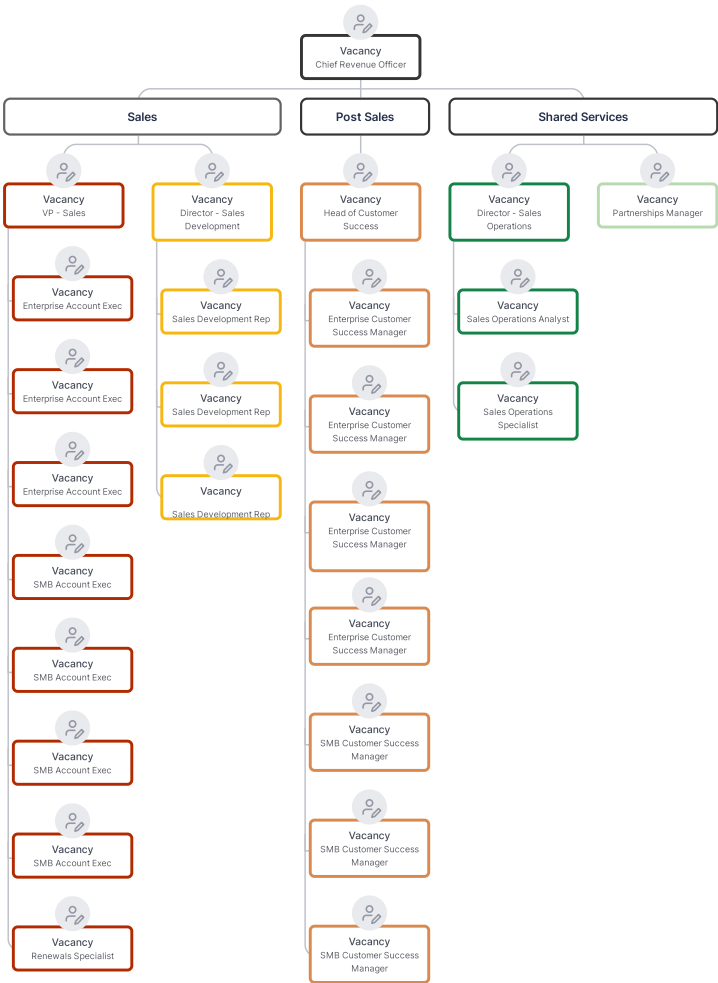 Vacancy
Chief Revenue Officer
Sales
Post Sales
Shared Services
Vacancy
VP - Sales
Vacancy
Director - Sales
Development
Vacancy
Head of Customer
Success
Vacancy
Director - Sales
Operations
Vacancy
Partnerships Manager
Vacancy
Enterprise Account Exec
Vacancy
Enterprise Account Exec
Vacancy
Enterprise Account Exec
Vacancy
SMB Account Exec
Vacancy
SMB Account Exec
Vacancy
SMB Account Exec
Vacancy
SMB Account Exec
Vacancy
Renewals Specialist
Vacancy
Sales Development Rep
Vacancy
Sales Development Rep
Vacancy
Sales Development Rep
Vacancy
Enterprise Customer
Success Manager
Vacancy
Enterprise Customer
Success Manager
Vacancy
Enterprise Customer
Success Manager
Vacancy
Enterprise Customer
Success Manager
Vacancy
SMB Customer Success
Manager
Vacancy
SMB Customer Success
Manager
Vacancy
SMB Customer Success
Manager
Vacancy
Sales Operations Analyst
Vacancy
Sales Operations
Specialist